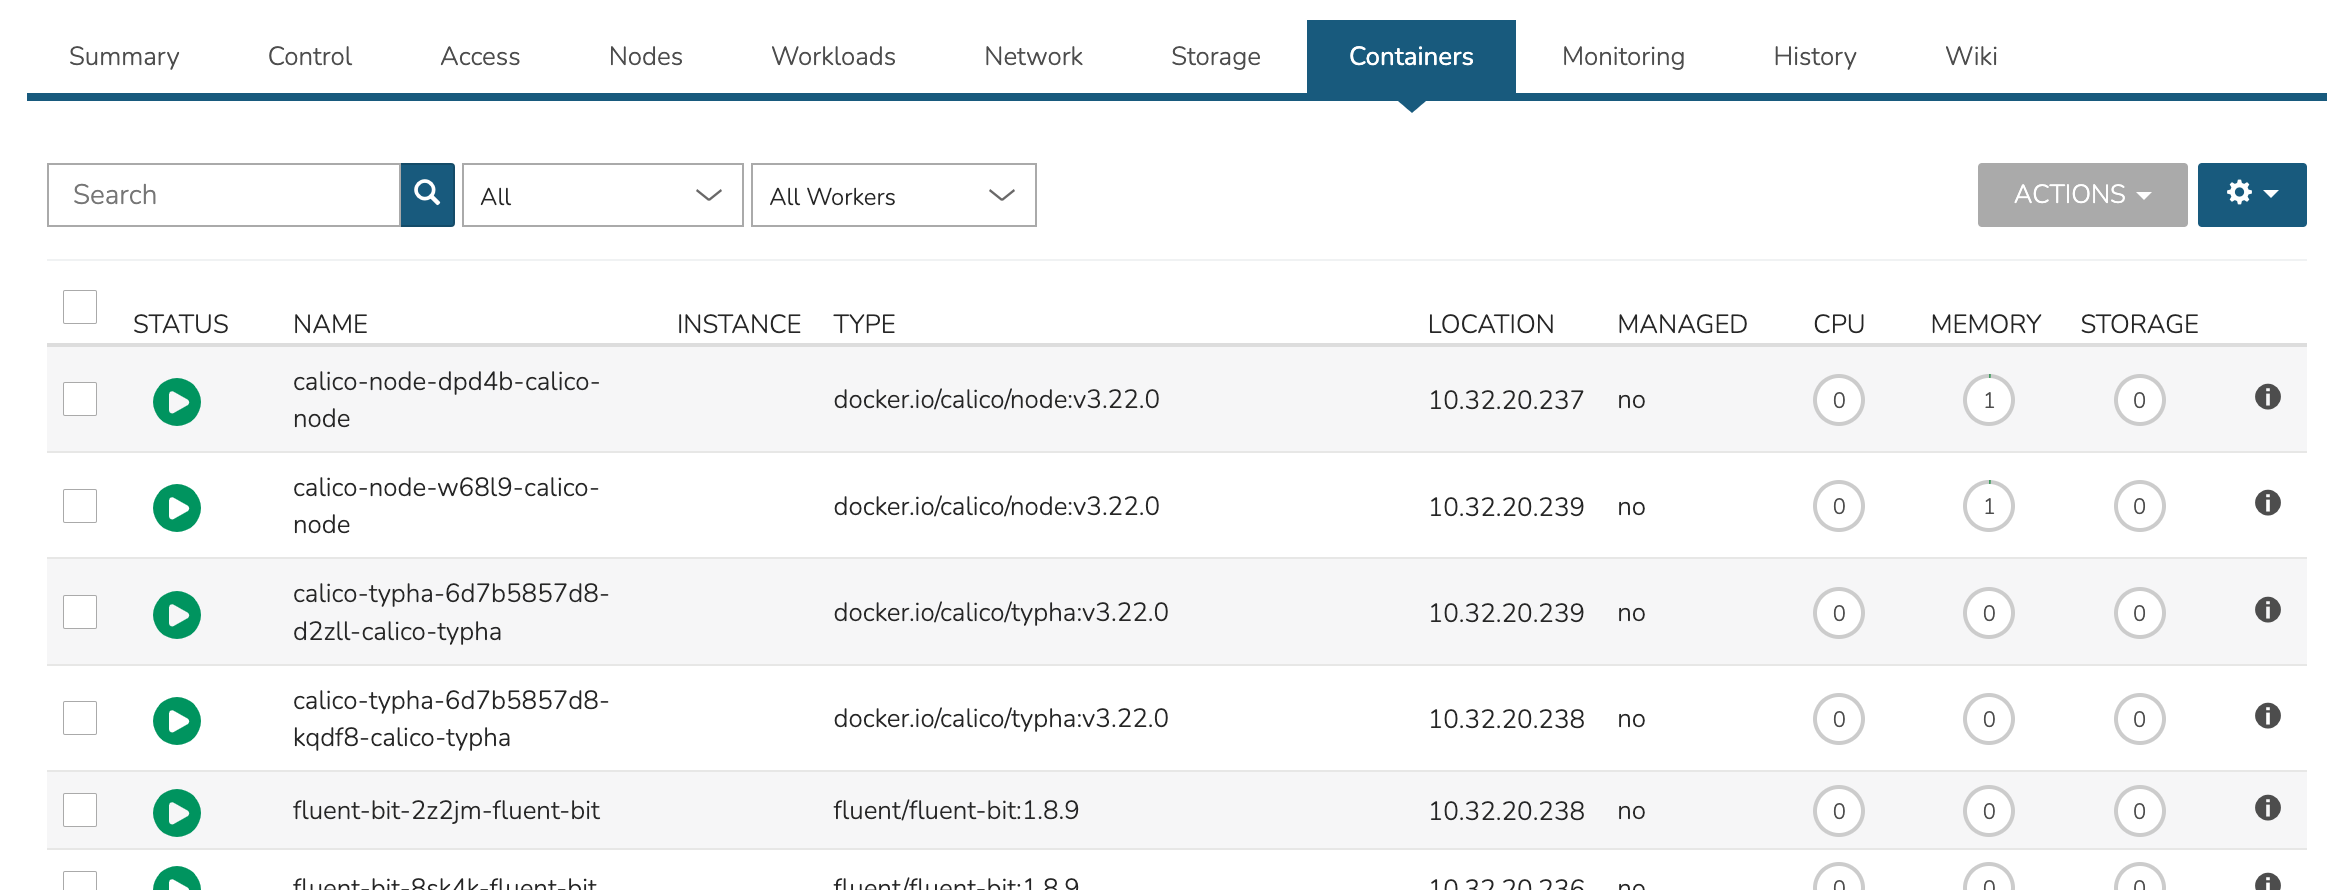 Summary Control Access Nodes Workloads Network Storage Containers Monitoring History Wiki
Search All All Workers ACTIONS
STATUS NAME INSTANCE TYPE LOCATION MANAGED CPU MEMORY STORAGE
calico-node-dpd4b-calico-
node
docker.io/calico/node:v3.22.0 10.32.20.237 no 0 1 0
calico-node-w68l9-calico-
node
docker.io/calico/node:v3.22.0 10.32.20.239 no 0 1 0
calico-typha-6d7b5857d8-
d2zll-calico-typha
docker.io/calico/typha:v3.22.0 10.32.20.239 no 0 0 0
calico-typha-6d7b5857d8-
kqdf8-calico-typha
docker.io/calico/typha:v3.22.0 10.32.20.238 no 0 0 0
fluent-bit-2z2jm-fluent-bit fluent/fluent-bit:1.8.9 10.32.20.238 no 0 0 0
fluent-bit-8sk4k-fluent-bit fluent/fluent-bit:1.8.9 10.32.20.236 no 0 0 0